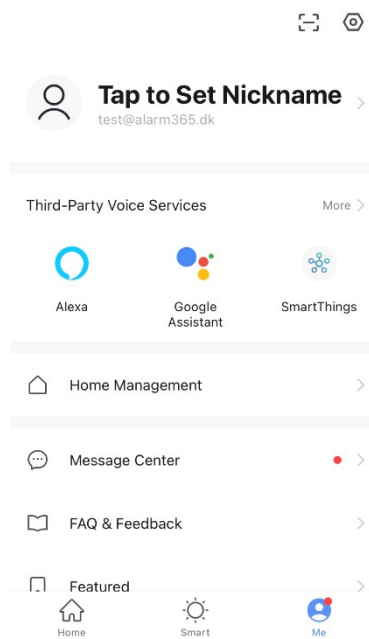 Tap to Set Nickname
test@alarm365.dk
Third-Party Voice Services
More
Alexa
Google
Assistant
SmartThings
Home Management
Message Center
FAQ & Feedback
Featured
Home
Smart
Me